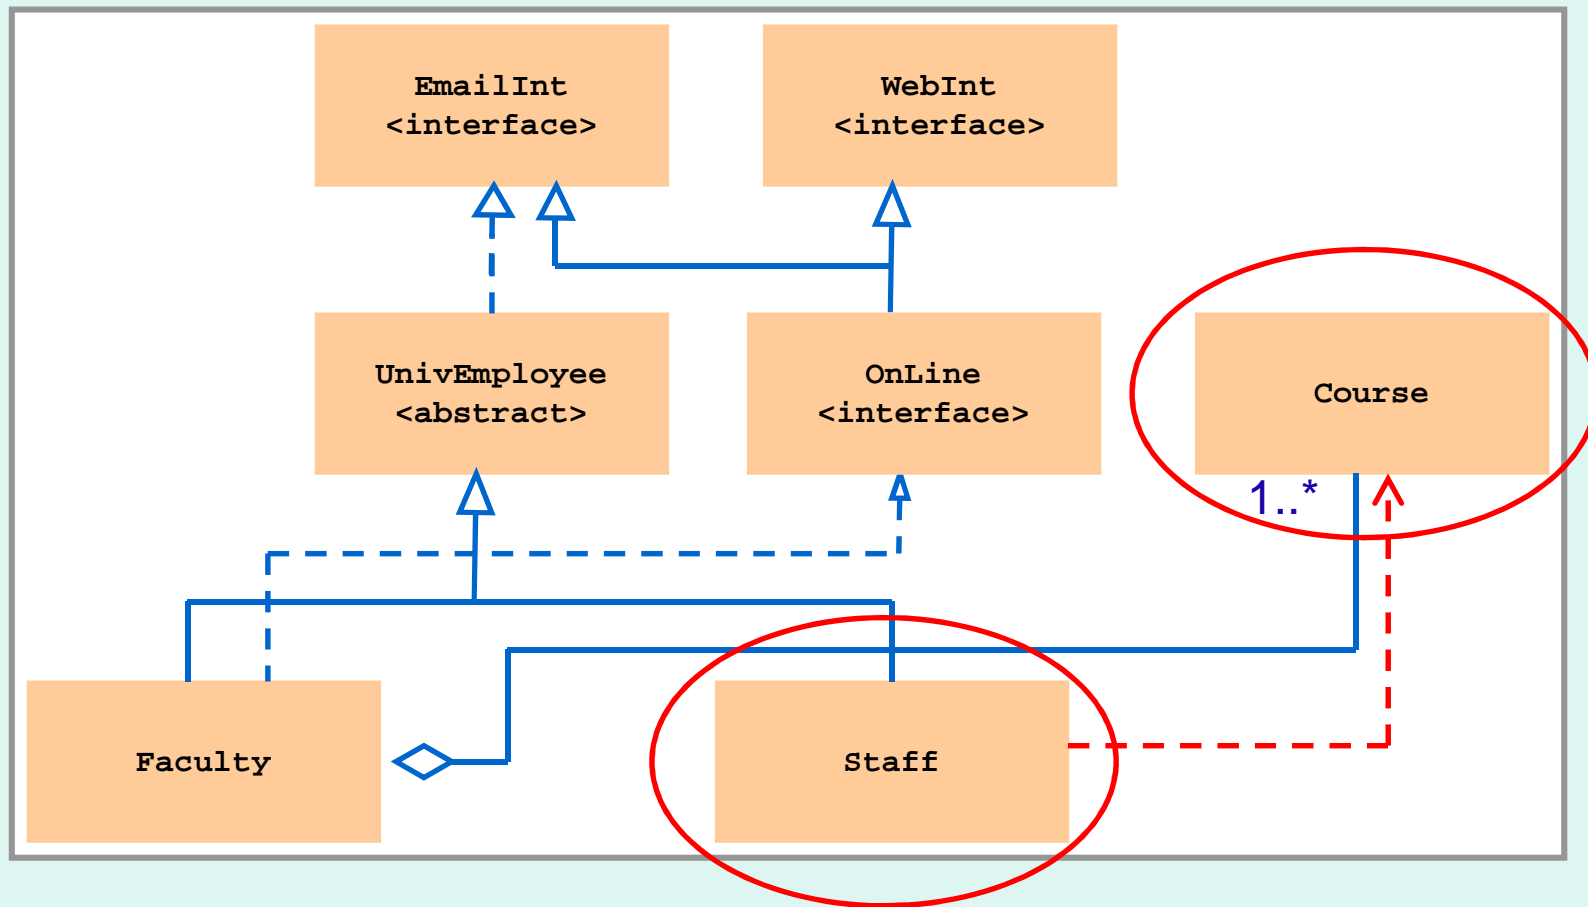 EmailInt
<interface>
WebInt
<interface>
UnivEmployee
<abstract>
OnLine
<interface>
Course
1..*
Faculty
Staff